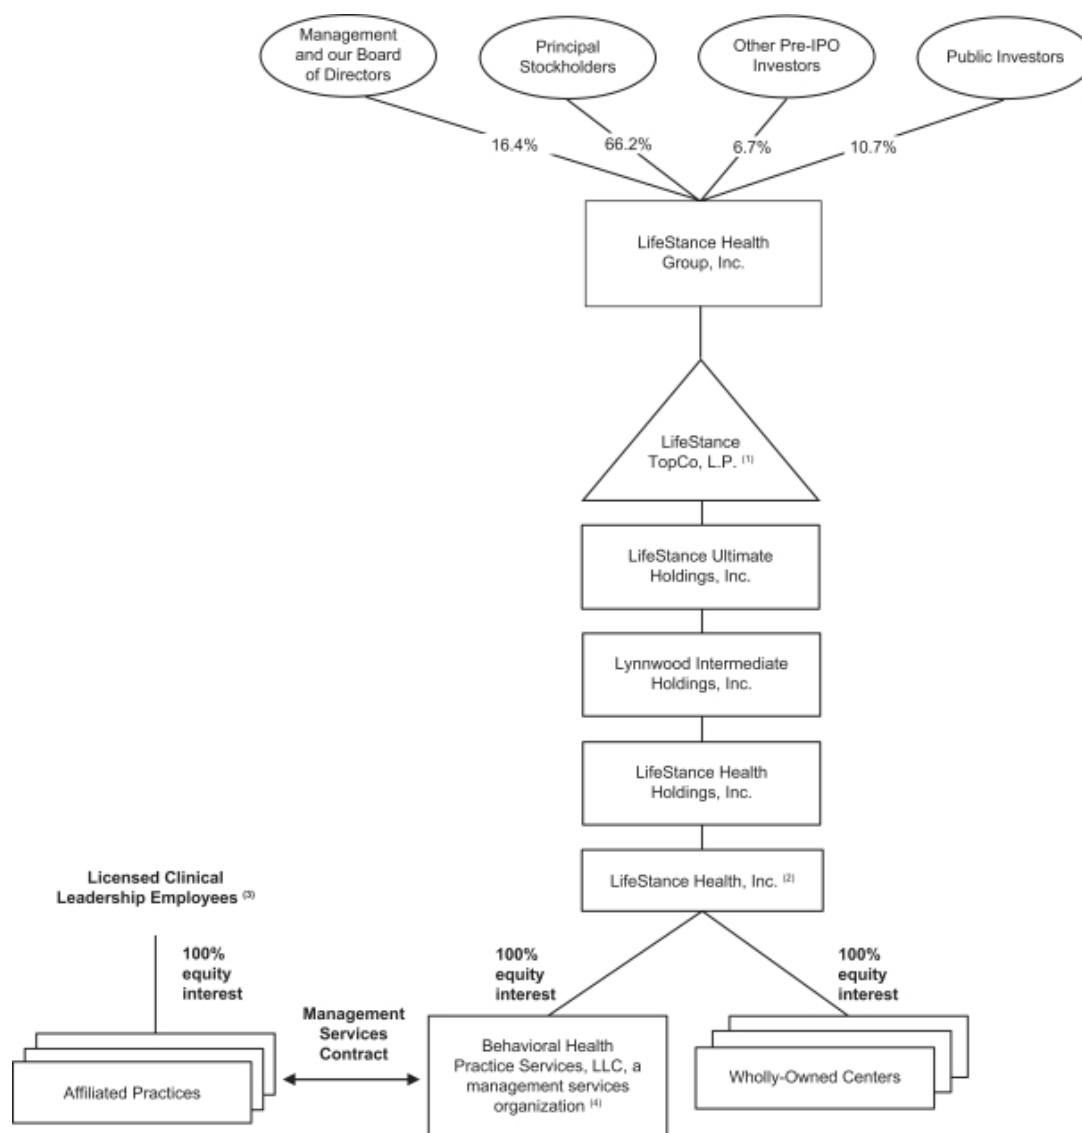 Management
and our Board
of Directors
Principal
Stockholders
Other Pre-IPO
Investors
Public Investors
16.4%
66.2%
6.7%
10.7%
LifeStance Health
Group, Inc.
LifeStance
TopCo, L.P. (1)
LifeStance Ultimate
Holdings, Inc.
Lynnwood Intermediate
Holdings, Inc.
LifeStance Health
Holdings, Inc.
LifeStance Health, Inc. (2)
Licensed Clinical
Leadership Employees (3)
100%
equity
interest
100%
equity
interest
100%
equity
interest
Management
Services
Contract
Affiliated Practices
Behavioral Health
Practice Services, LLC, a
management services
organization (4)
Wholly-Owned Centers